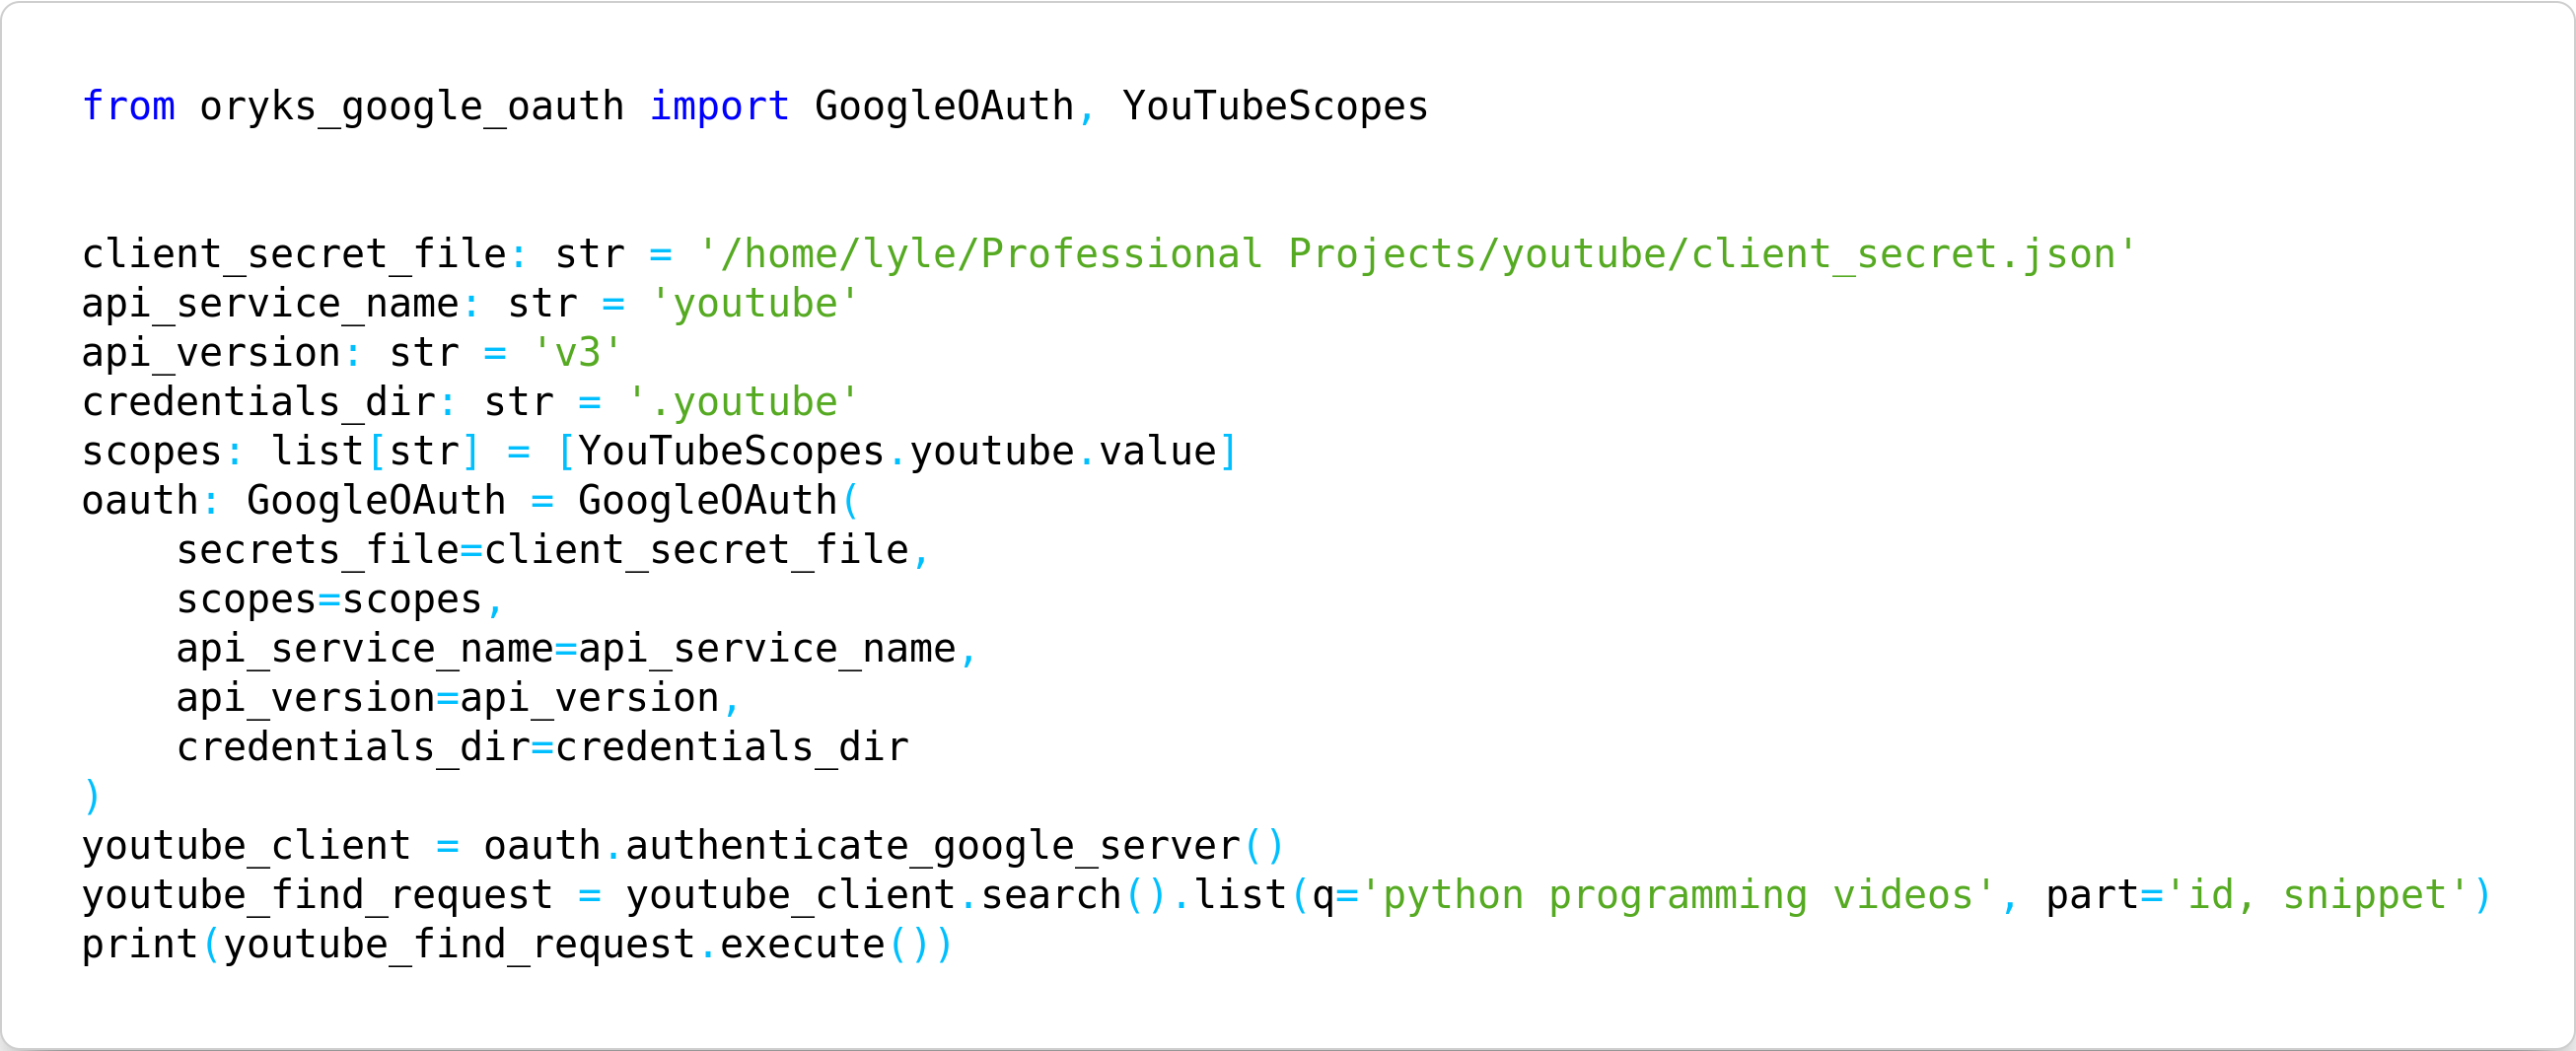 from oryks_google_oauth import GoogleOAuth, YouTubeScopes
client_secret_file: str = '/home/lyle/Professional Projects/youtube/client_secret.json'
api_service_name: str = 'youtube'
api_version: str = 'v3'
credentials_dir: str = '.youtube'
scopes: list[str] = [YouTubeScopes.youtube.value]
oauth: GoogleOAuth = GoogleOAuth(
    secrets_file=client_secret_file,
    scopes=scopes,
    api_service_name=api_service_name,
    api_version=api_version,
    credentials_dir=credentials_dir
)
youtube_client = oauth.authenticate_google_server()
youtube_find_request = youtube_client.search().list(q='python programming videos', part='id, snippet')
print(youtube_find_request.execute())